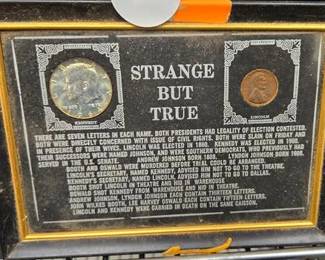 STRANGE
BUT
TRUE
KENNEDY
LINCOLN
THERE ARE SEVEN LETTERS IN EACH NAME. BOTH PRESIDENTS HAD LEGALITY OF ELECTION CONTESTED.
BOTH WERE DIRECTLY CONCERNED WITH ISSUE OF CIVIL RIGHTS. BOTH WERE SLAIN ON FRIDAY AND
IN PRESENCE OF THEIR WIVES. LINCOLN WAS ELECTED IN 1860. KENNEDY WAS ELECTED IN 1960.
THEIR SUCCESSORS WERE NAMED JOHNSON, AND WERE SOUTHERN DEMOCRATS, WHO PREVIOUSLY HAD
SERVED IN THE U.S. SENATE. ANDREW JOHNSON BORN 1808. LYNDON JOHNSON BORN 1908.
BOOTH AND OSWALD WERE MURDERED BEFORE TRIAL COULD BE ARRANGED.
LINCOLN'S SECRETARY, NAMED KENNEDY, ADVISED HIM NOT TO GO TO THEATRE.
KENNEDY'S SECRETARY, NAMED LINCOLN, ADVISED HIM NOT TO GO TO DALLAS.
BOOTH SHOT LINCOLN IN THEATRE AND HID IN WAREHOUSE
OSWALD SHOT KENNEDY FROM WAREHOUSE AND HID IN THEATRE.
ANDREW JOHNSON, LYNDON JOHNSON EACH CONTAIN THIRTEEN LETTERS.
JOHN WILKES BOOTH, LEE HARVEY OSWALD EACH CONTAIN FIFTEEN LETTERS.
LINCOLN AND KENNEDY WERE CARRIED IN DEATH ON THE SAME CAISSON.